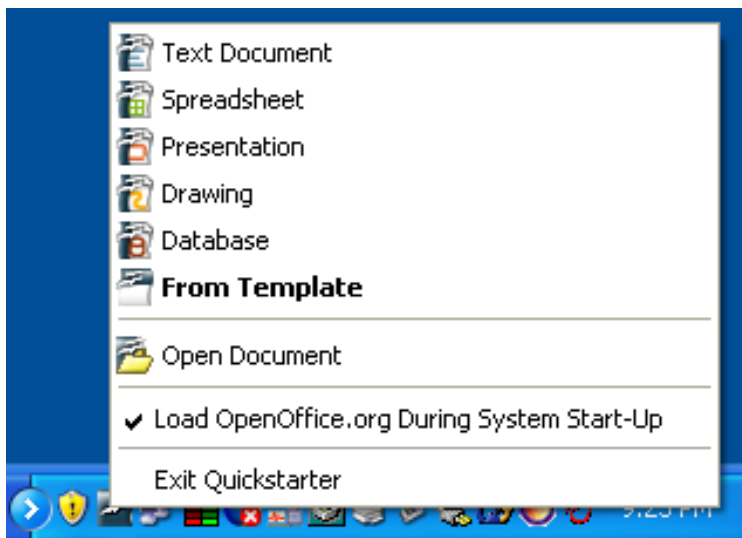 Text Document
Spreadsheet
Presentation
Drawing
Database
From Template
Open Document
Load OpenOffice.org During System Start-Up
Exit Quickstarter